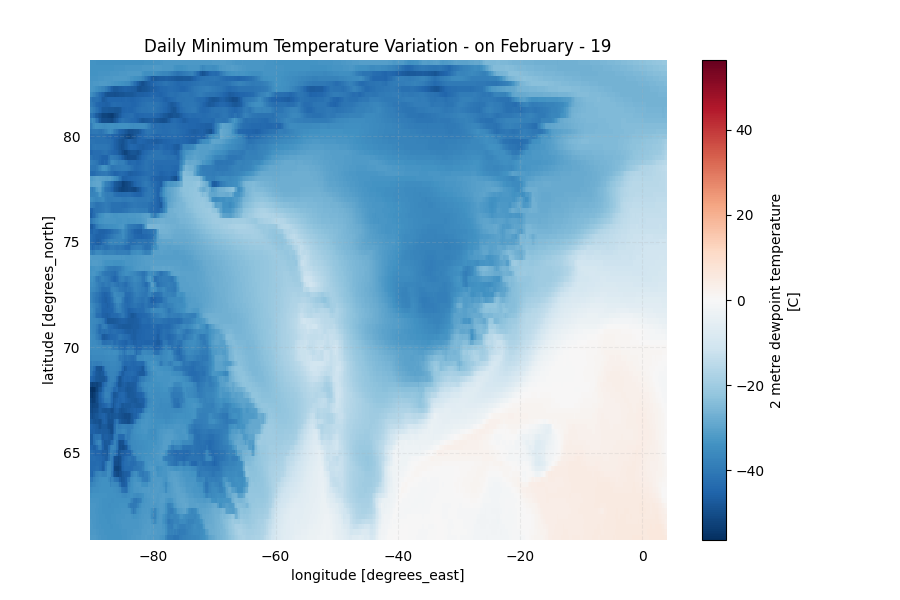 Daily Minimum Temperature Variation - on February - 19
80
75
70
65
latitude [degrees_north]
−80
−60
−40
−20
0
longitude [degrees_east]
40
20
0
−20
−40
2 metre dewpoint temperature
[C]